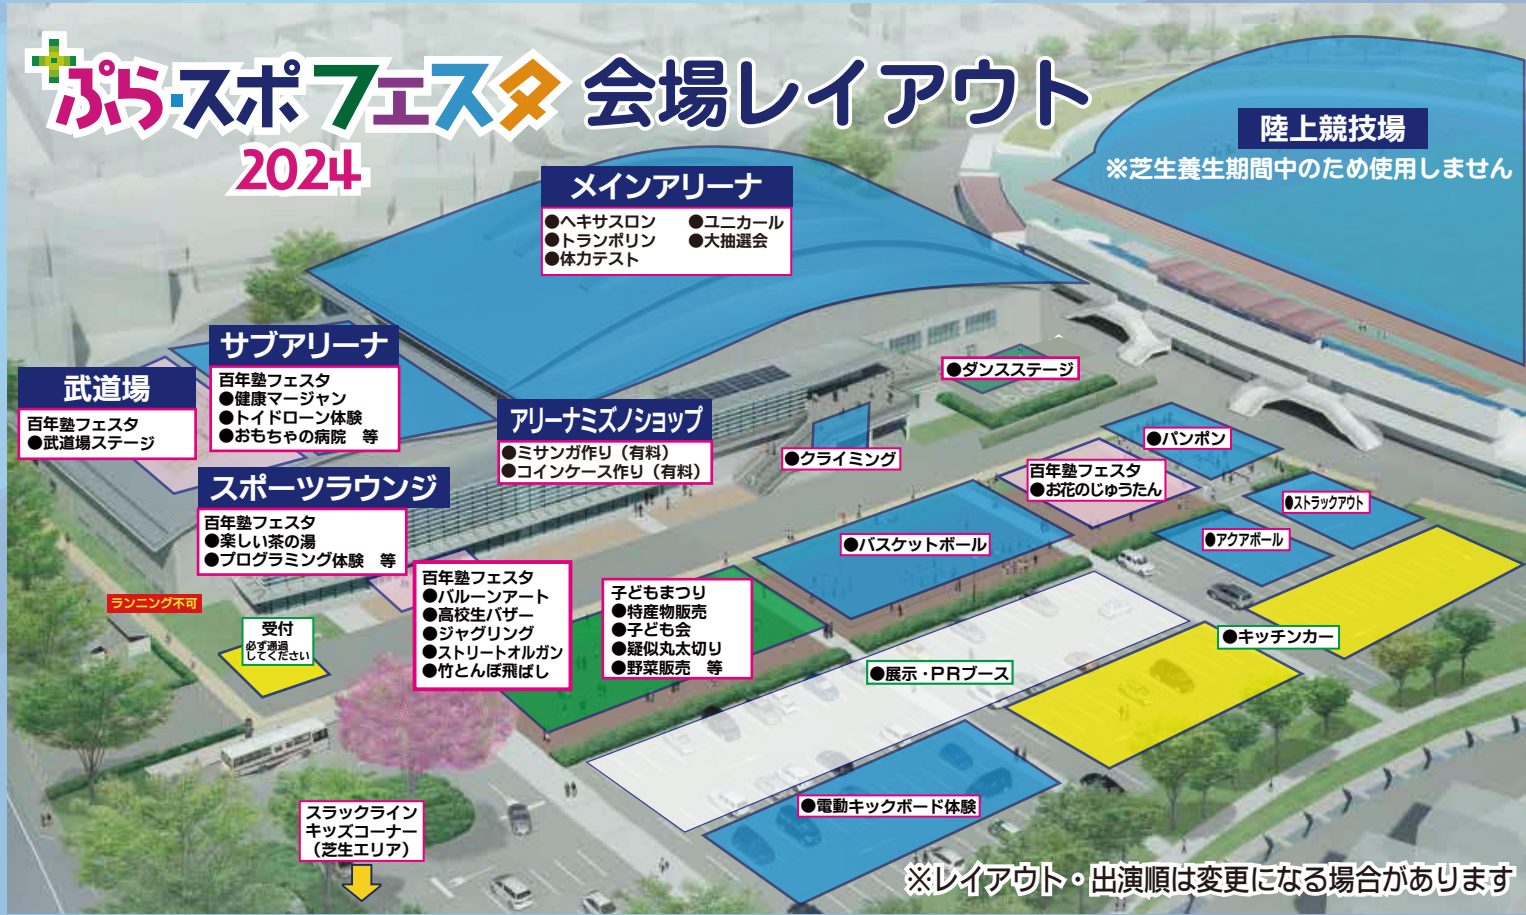 ぷら・スポ フェスタ 会場レイアウト
2024
陸上競技場
※芝生養生期間中のため使用しません
メインアリーナ
●ヘキサスロン ●ユニカール
●トランポリン ●大抽選会
●体力テスト
サブアリーナ
百年塾フェスタ
●健康マージャン
●トイドローン体験
●おもちゃの病院 等
武道場
百年塾フェスタ
●武道場ステージ
アリーナミズノショップ
●ミサンガ作り（有料）
●コインケース作り（有料）
●ダンスステージ
●クライミング
●パンポン
百年塾フェスタ
●お花のじゅうたん
●ストラックアウト
●アクアボール
スポーツラウンジ
百年塾フェスタ
●楽しい茶の湯
●プログラミング体験 等
●バスケットボール
ランニング不可
受付
必ず通過
してください
百年塾フェスタ
●バルーンアート
●高校生バザー
●ジャグリング
●ストリートオルガン
●竹とんぼ飛ばし
子どもまつり
●特産物販売
●子ども会
●疑似丸太切り
●野菜販売 等
●キッチンカー
●展示・PRブース
●電動キックボード体験
スラックライン
キッズコーナー
（芝生エリア）
※レイアウト・出演順は変更になる場合があります